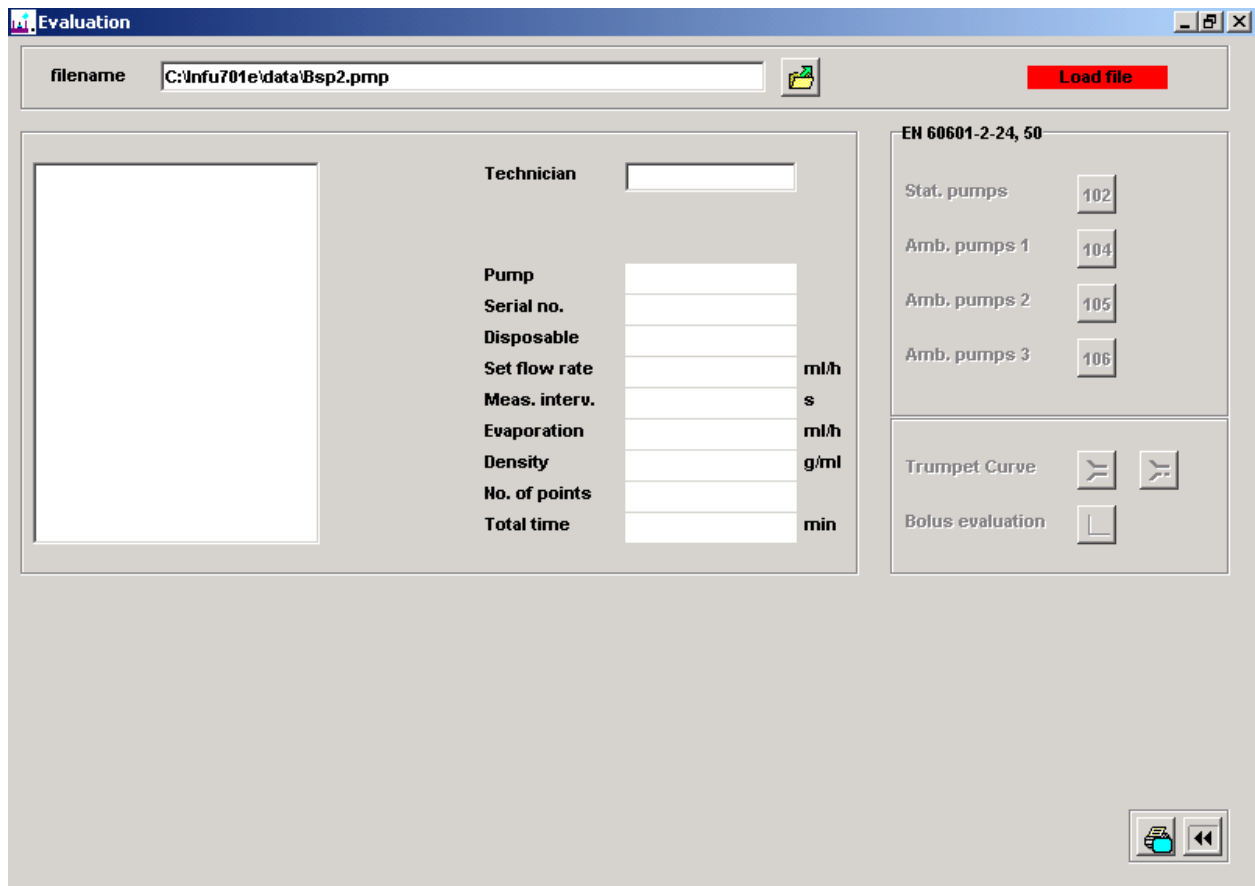 Evaluation
filename C:\Infu701e\data\Bsp2.pmp Load file
EN 60601-2-24, 50
Technician
Stat. pumps 102
Amb. pumps 1 104
Pump
Serial no.
Amb. pumps 2 105
Disposable
Set flow rate ml/h
Amb. pumps 3 106
Meas. interv. s
Evaporation ml/h
Density g/ml
Trumpet Curve
No. of points
Total time min
Bolus evaluation